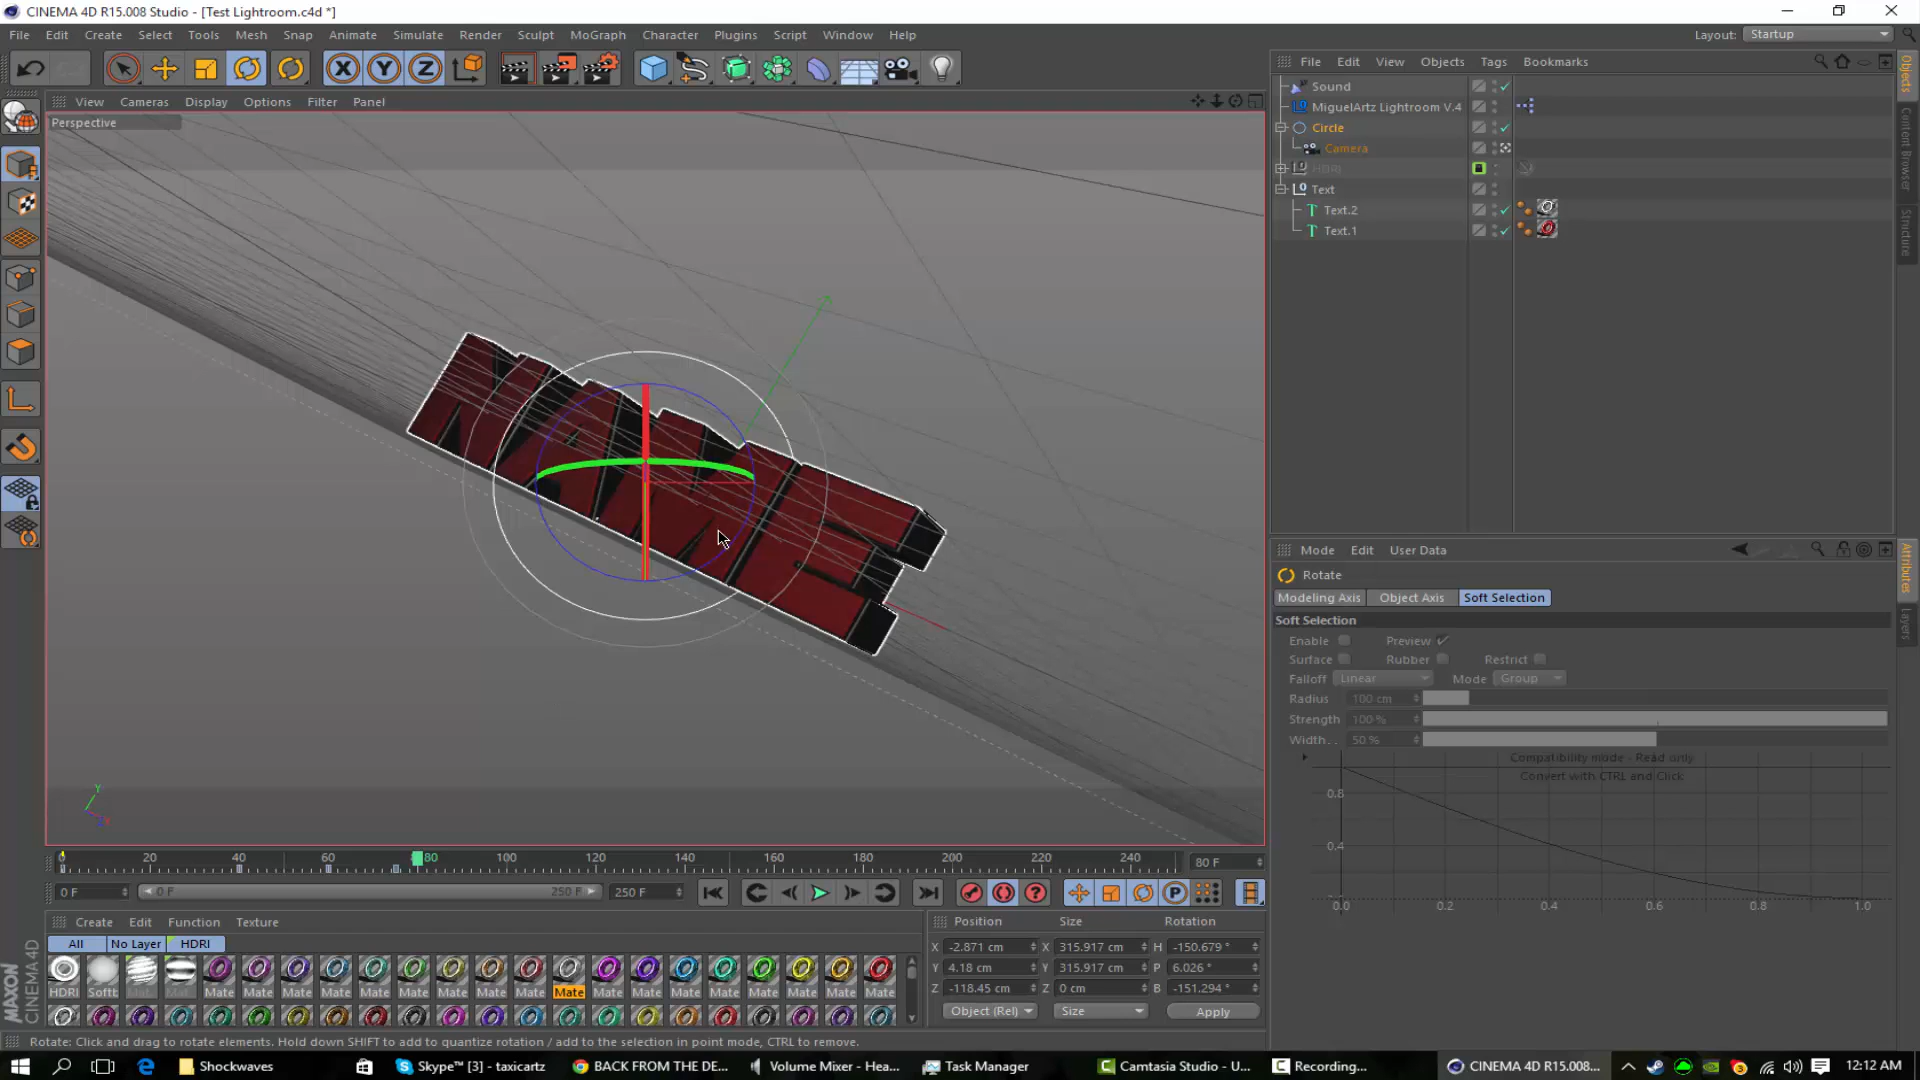 CINEMA 4D R15.008 Studio - [Test Lightroom.c4d *]
File Edit Create Select Tools Mesh Snap Animate Simulate Render Sculpt MoGraph Character Plugins Script Window Help
Layout: Startup
View Cameras Display Options Filter Panel
Perspective
File Edit View Objects Tags Bookmarks
Sound
MiguelArtz Lightroom V.4
Circle
Camera
HDRI
Text
Text.2
Text.1
Objects
Content Browser
Structure
Mode Edit User Data
Rotate
Modeling Axis Object Axis Soft Selection
Soft Selection
Enable Preview
Surface Rubber Restrict
Falloff Linear Mode Group
Radius 100 cm
Strength 100 %
Width. . 50 %
Compatibility mode - Read only
Convert with CTRL and Click
0.8
0.4
0.0 0.2 0.4 0.6 0.8 1.0
Attributes
Layers
0 20 40 60 80 100 120 140 160 180 200 220 240 80 F
0 F 0 F 250 F 250 F
Create Edit Function Texture
All No Layer HDRI
HDRI Softt Mate Mate Mate Mate Mate Mate Mate Mate Mate Mate Mate Mate Mate Mate Mate Mate Mate Mate
Position Size Rotation
X -2.871 cm X 315.917 cm H -150.679 °
Y 4.18 cm Y 315.917 cm P 6.026 °
Z -118.45 cm Z 0 cm B -151.294 °
Object (Rel) Size Apply
MAXON CINEMA4D
Rotate: Click and drag to rotate elements. Hold down SHIFT to add to quantize rotation / add to the selection in point mode, CTRL to remove.
Shockwaves Skype™ [3] - taxicartz BACK FROM THE DE... Volume Mixer - Hea... Task Manager Camtasia Studio - U... Recording... CINEMA 4D R15.008... 12:12 AM